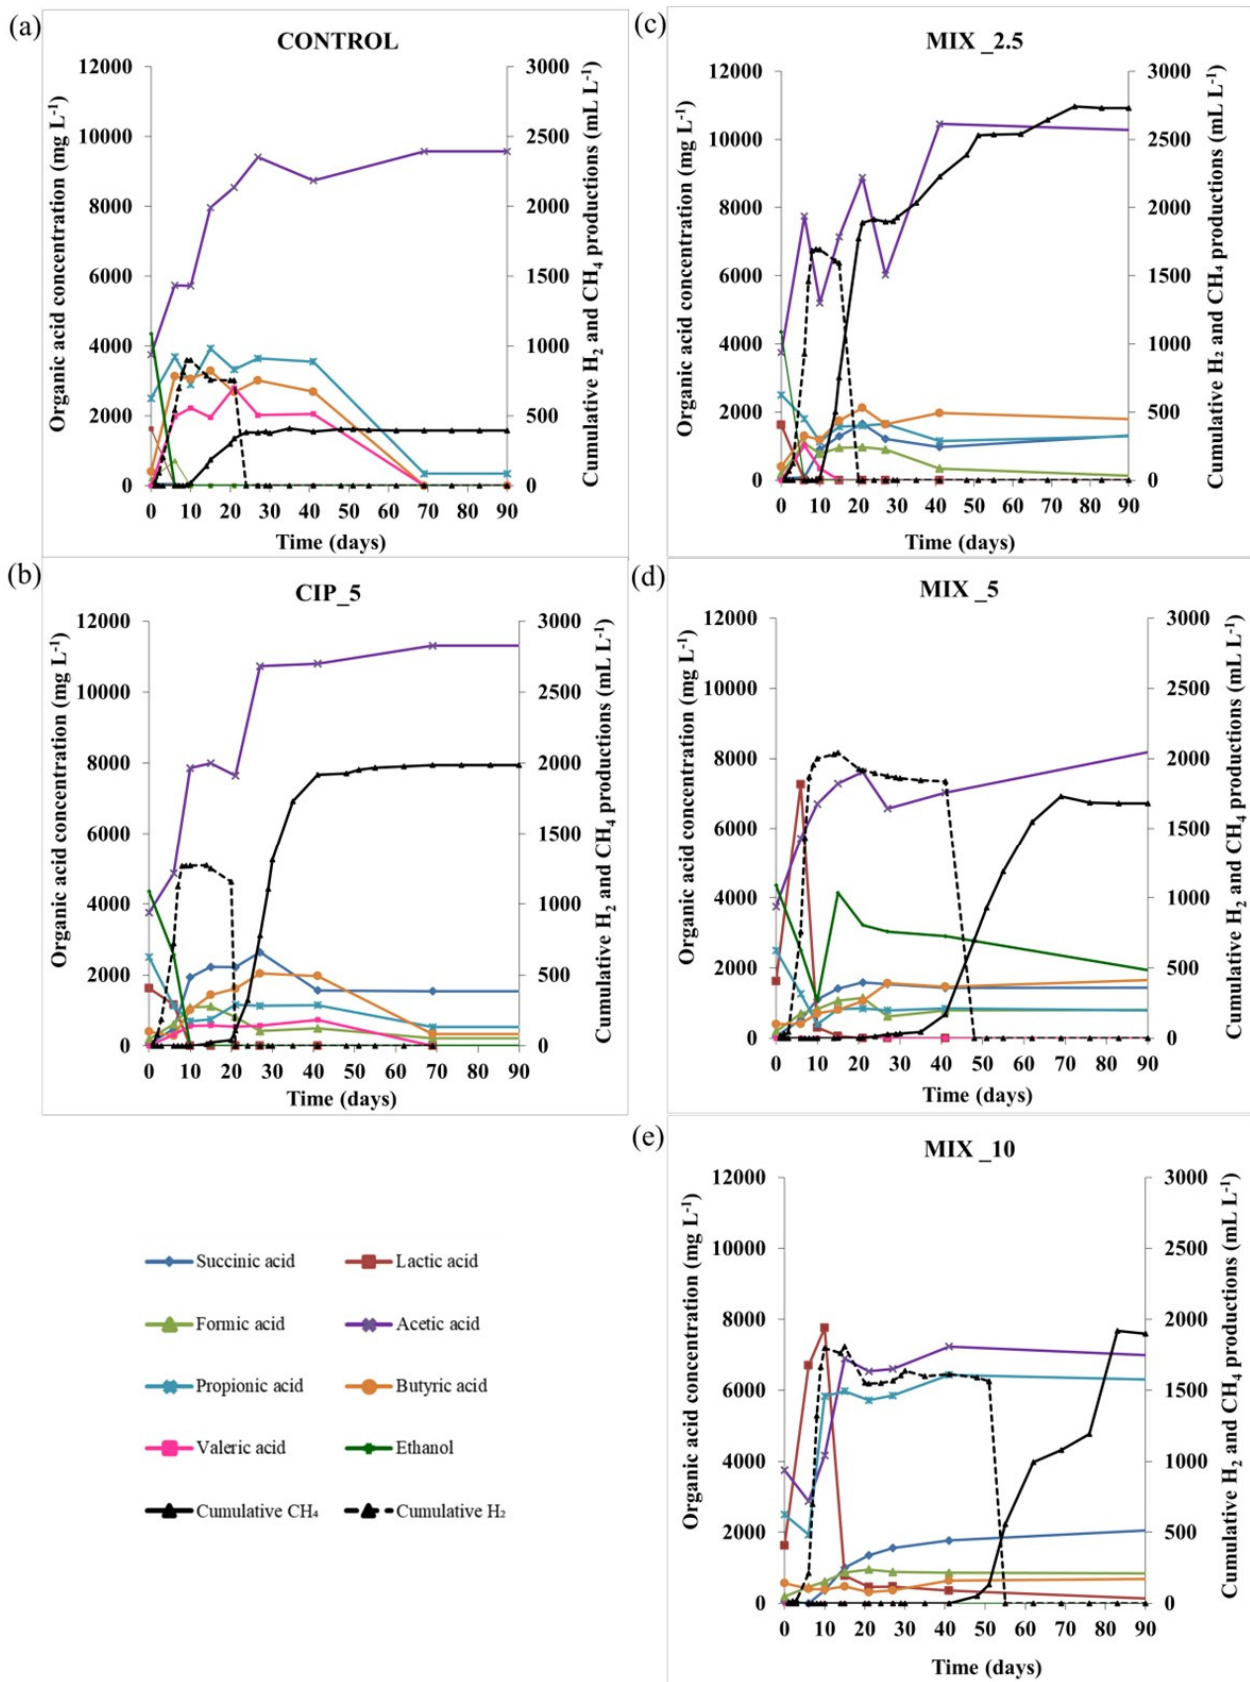 (a)
CONTROL
Organic acid concentration (mg L⁻¹)
12000
10000
8000
6000
4000
2000
0
3000
2500
2000
1500
1000
500
0
Cumulative H₂ and CH₄ productions (mL L⁻¹)
0 10 20 30 40 50 60 70 80 90
Time (days)
(c)
MIX _2.5
Organic acid concentration (mg L⁻¹)
12000
10000
8000
6000
4000
2000
0
3000
2500
2000
1500
1000
500
0
Cumulative H₂ and CH₄ productions (mL L⁻¹)
0 10 20 30 40 50 60 70 80 90
Time (days)
(b)
CIP_5
Organic acid concentration (mg L⁻¹)
12000
10000
8000
6000
4000
2000
0
3000
2500
2000
1500
1000
500
0
Cumulative H₂ and CH₄ productions (mL L⁻¹)
0 10 20 30 40 50 60 70 80 90
Time (days)
(d)
MIX _5
Organic acid concentration (mg L⁻¹)
12000
10000
8000
6000
4000
2000
0
3000
2500
2000
1500
1000
500
0
Cumulative H₂ and CH₄ productions (mL L⁻¹)
0 10 20 30 40 50 60 70 80 90
Time (days)
(e)
MIX _10
Organic acid concentration (mg L⁻¹)
12000
10000
8000
6000
4000
2000
0
3000
2500
2000
1500
1000
500
0
Cumulative H₂ and CH₄ productions (mL L⁻¹)
0 10 20 30 40 50 60 70 80 90
Time (days)
Succinic acid Lactic acid
Formic acid Acetic acid
Propionic acid Butyric acid
Valeric acid Ethanol
Cumulative CH₄ Cumulative H₂